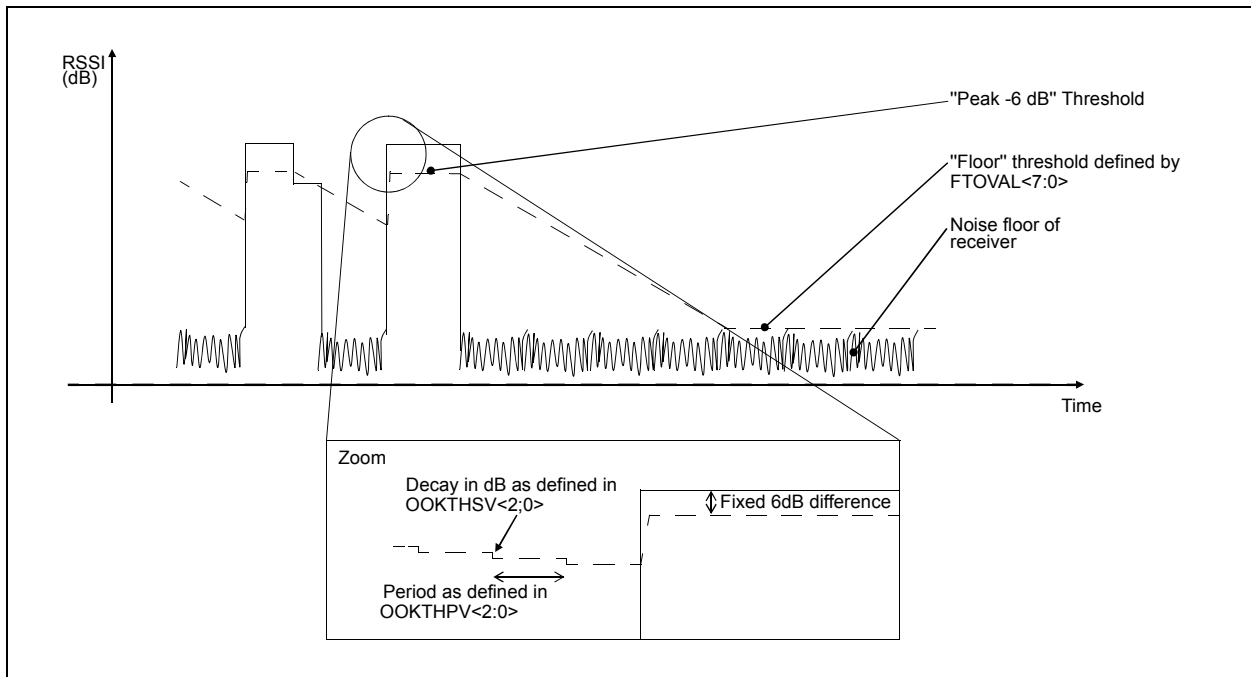 RSSI
(dB)
"Peak -6 dB" Threshold
"Floor" threshold defined by
FTOVAL<7:0>
Noise floor of
receiver
Time
Zoom
Decay in dB as defined in
OOKTHSV<2;0>
Fixed 6dB difference
Period as defined in
OOKTHPV<2:0>